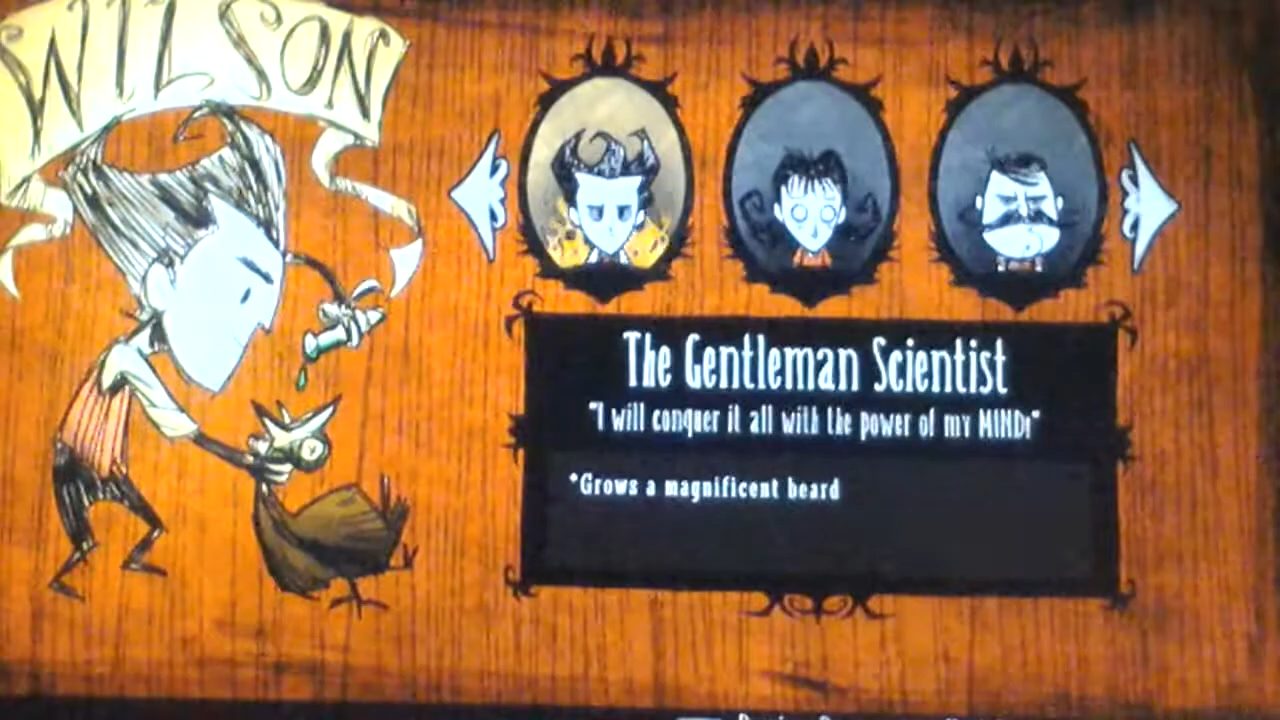 WILSON
The Gentleman Scientist
"I will conquer it all with the power of my MIND!"
*Grows a magnificent beard